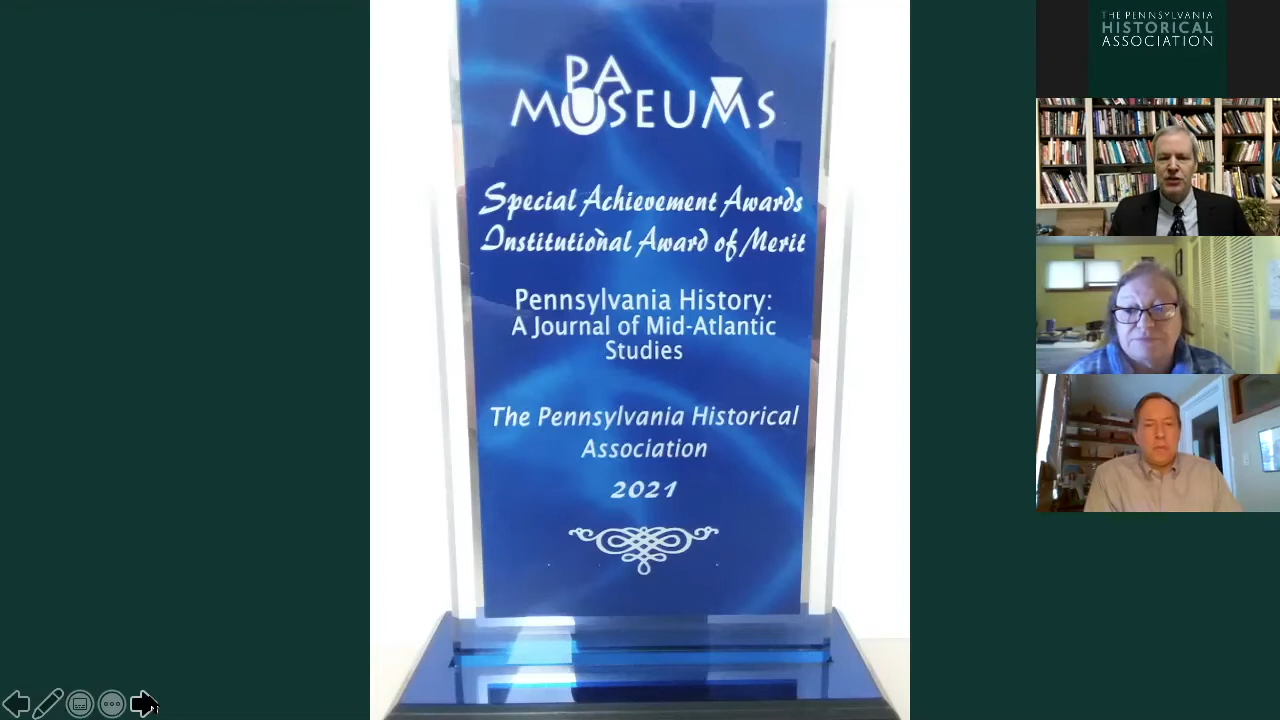 PA
MUSEUMS
Special Achievement Awards
Institutional Award of Merit
Pennsylvania History:
A Journal of Mid-Atlantic
Studies
The Pennsylvania Historical
Association
2021
THE PENNSYLVANIA
HISTORICAL
ASSOCIATION